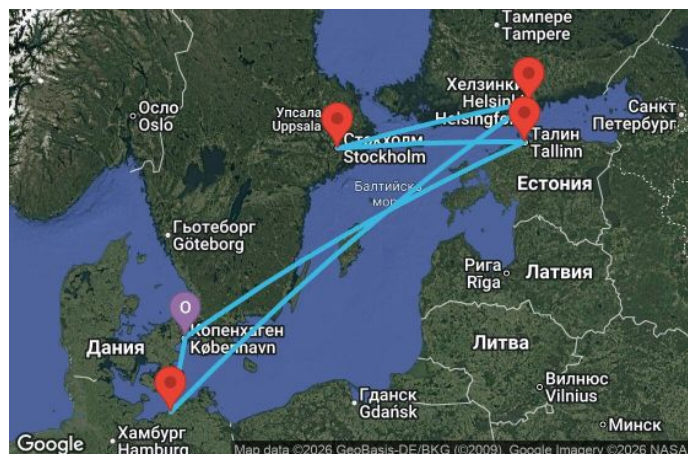 Тампере
Tampere
Осло
Oslo
Упсала
Uppsala
Хелзинки
Helsinki
Helsingfors
Санкт
Петербург
Стокхолм
Stockholm
Талин
Tallinn
Балтийско
море
Естония
Гьотеборг
Göteborg
Рига
Rīga
Латвия
Копенхаген
København
Дания
Литва
Вилнюс
Vilnius
Гданск
Gdańsk
Минск
Хамбург
Hamburg
O
Google
Map data ©2026 GeoBasis-DE/BKG (©2009), Google Imagery ©2026 NASA